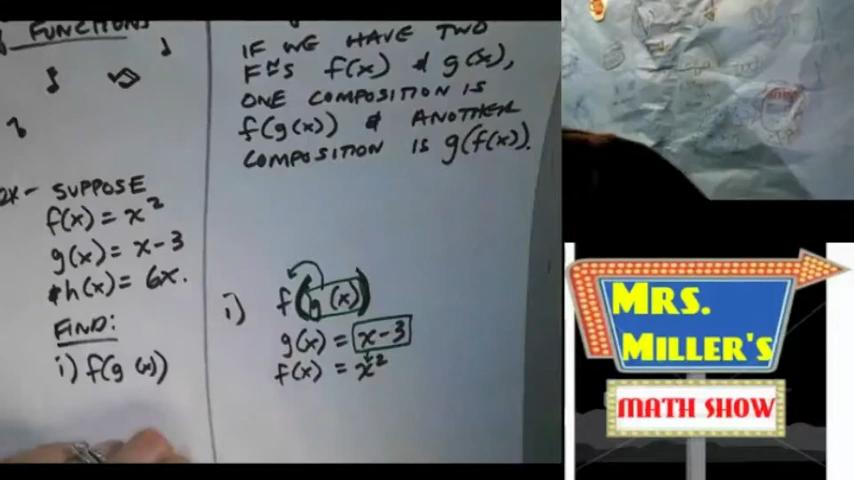 FUNCTIONS
EX- SUPPOSE
f(x) = x²
g(x) = x-3
& h(x) = 6x.
FIND:
i) f(g(x))
IF WE HAVE TWO
F≌S f(x) & g(x),
ONE COMPOSITION IS
f(g(x)) & ANOTHER
COMPOSITION IS g(f(x)).
i) f(g(x))
g(x) = x-3
f(x) = x²
MRS.
MILLER'S
MATH SHOW